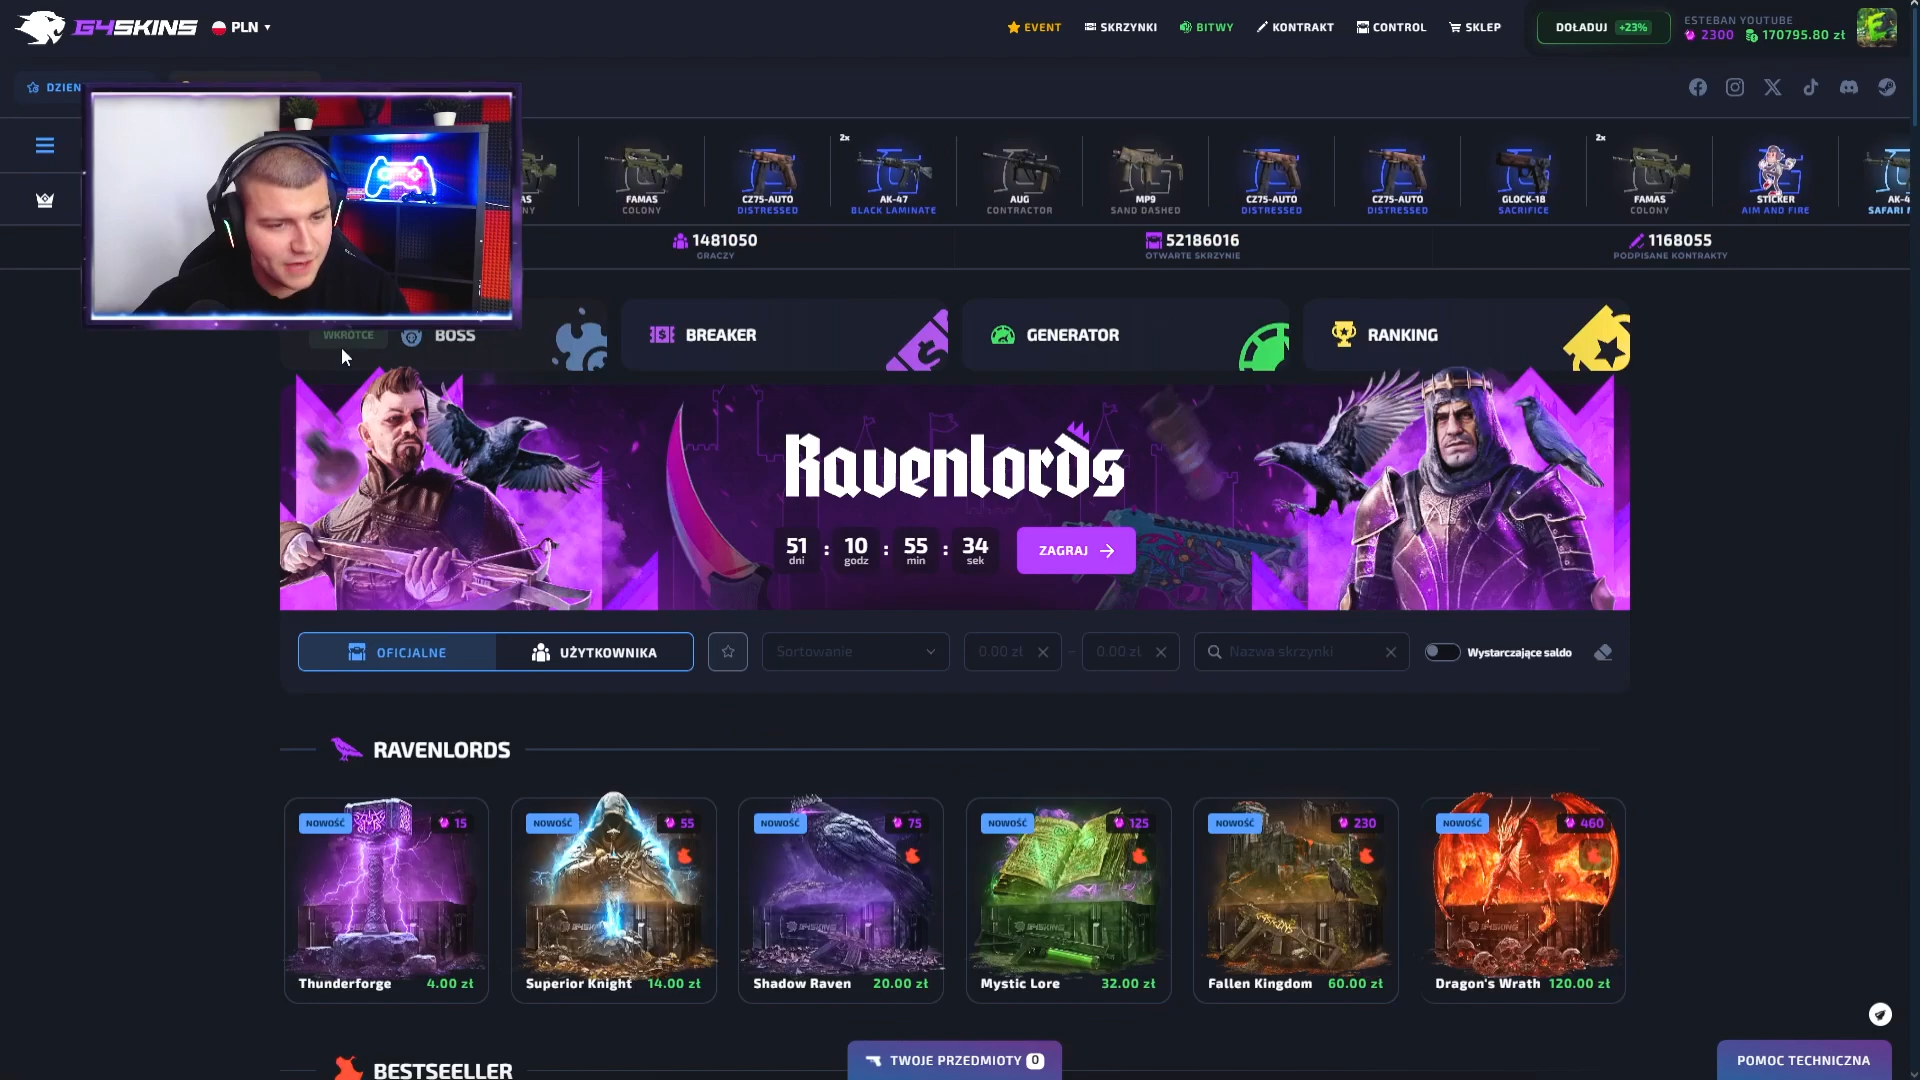 G4SKINS
PLN
EVENT
SKRZYNKI
BITWY
KONTRAKT
CONTROL
SKLEP
DOŁADUJ +23%
ESTEBAN YOUTUBE
2300 170795.80 zł
DZIEN
FAMAS
COLONY
CZ75-AUTO
DISTRESSED
2x
AK-47
BLACK LAMINATE
AUG
CONTRACTOR
MP9
SAND DASHED
CZ75-AUTO
DISTRESSED
CZ75-AUTO
DISTRESSED
GLOCK-18
SACRIFICE
2x
FAMAS
COLONY
STICKER
AIM AND FIRE
AK-4
SAFARI
1481050
GRACZY
52186016
OTWARTE SKRZYNIE
1168055
PODPISANE KONTRAKTY
WKRÓTCE
BOSS
BREAKER
GENERATOR
RANKING
Ravenlords
51 : 10 : 55 : 34
dni godz min sek
ZAGRAJ
OFICJALNE
UŻYTKOWNIKA
Sortowanie
0.00 zł – 0.00 zł
Nazwa skrzynki
Wystarczające saldo
RAVENLORDS
NOWOŚĆ 15
Thunderforge 4.00 zł
NOWOŚĆ 55
Superior Knight 14.00 zł
NOWOŚĆ 75
Shadow Raven 20.00 zł
NOWOŚĆ 125
Mystic Lore 32.00 zł
NOWOŚĆ 230
Fallen Kingdom 60.00 zł
NOWOŚĆ 460
Dragon's Wrath 120.00 zł
BESTSEELLER
TWOJE PRZEDMIOTY 0
POMOC TECHNICZNA